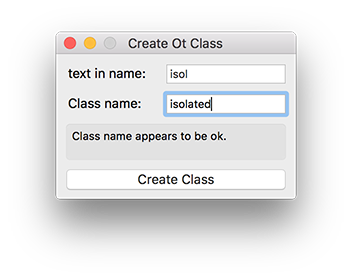 Create Ot Class
text in name: isol
Class name: isolated
Class name appears to be ok.
Create Class